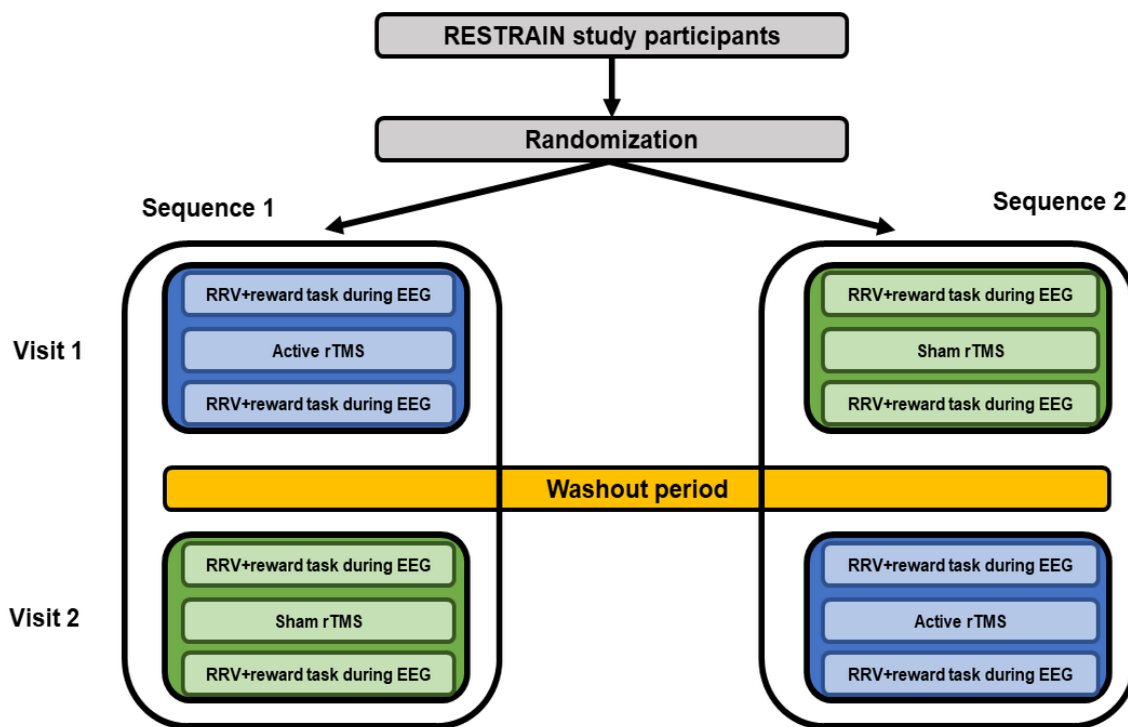 RESTRAIN study participants
Randomization
Sequence 1
Sequence 2
Visit 1
RRV+reward task during EEG
Active rTMS
RRV+reward task during EEG
RRV+reward task during EEG
Sham rTMS
RRV+reward task during EEG
Washout period
Visit 2
RRV+reward task during EEG
Sham rTMS
RRV+reward task during EEG
RRV+reward task during EEG
Active rTMS
RRV+reward task during EEG